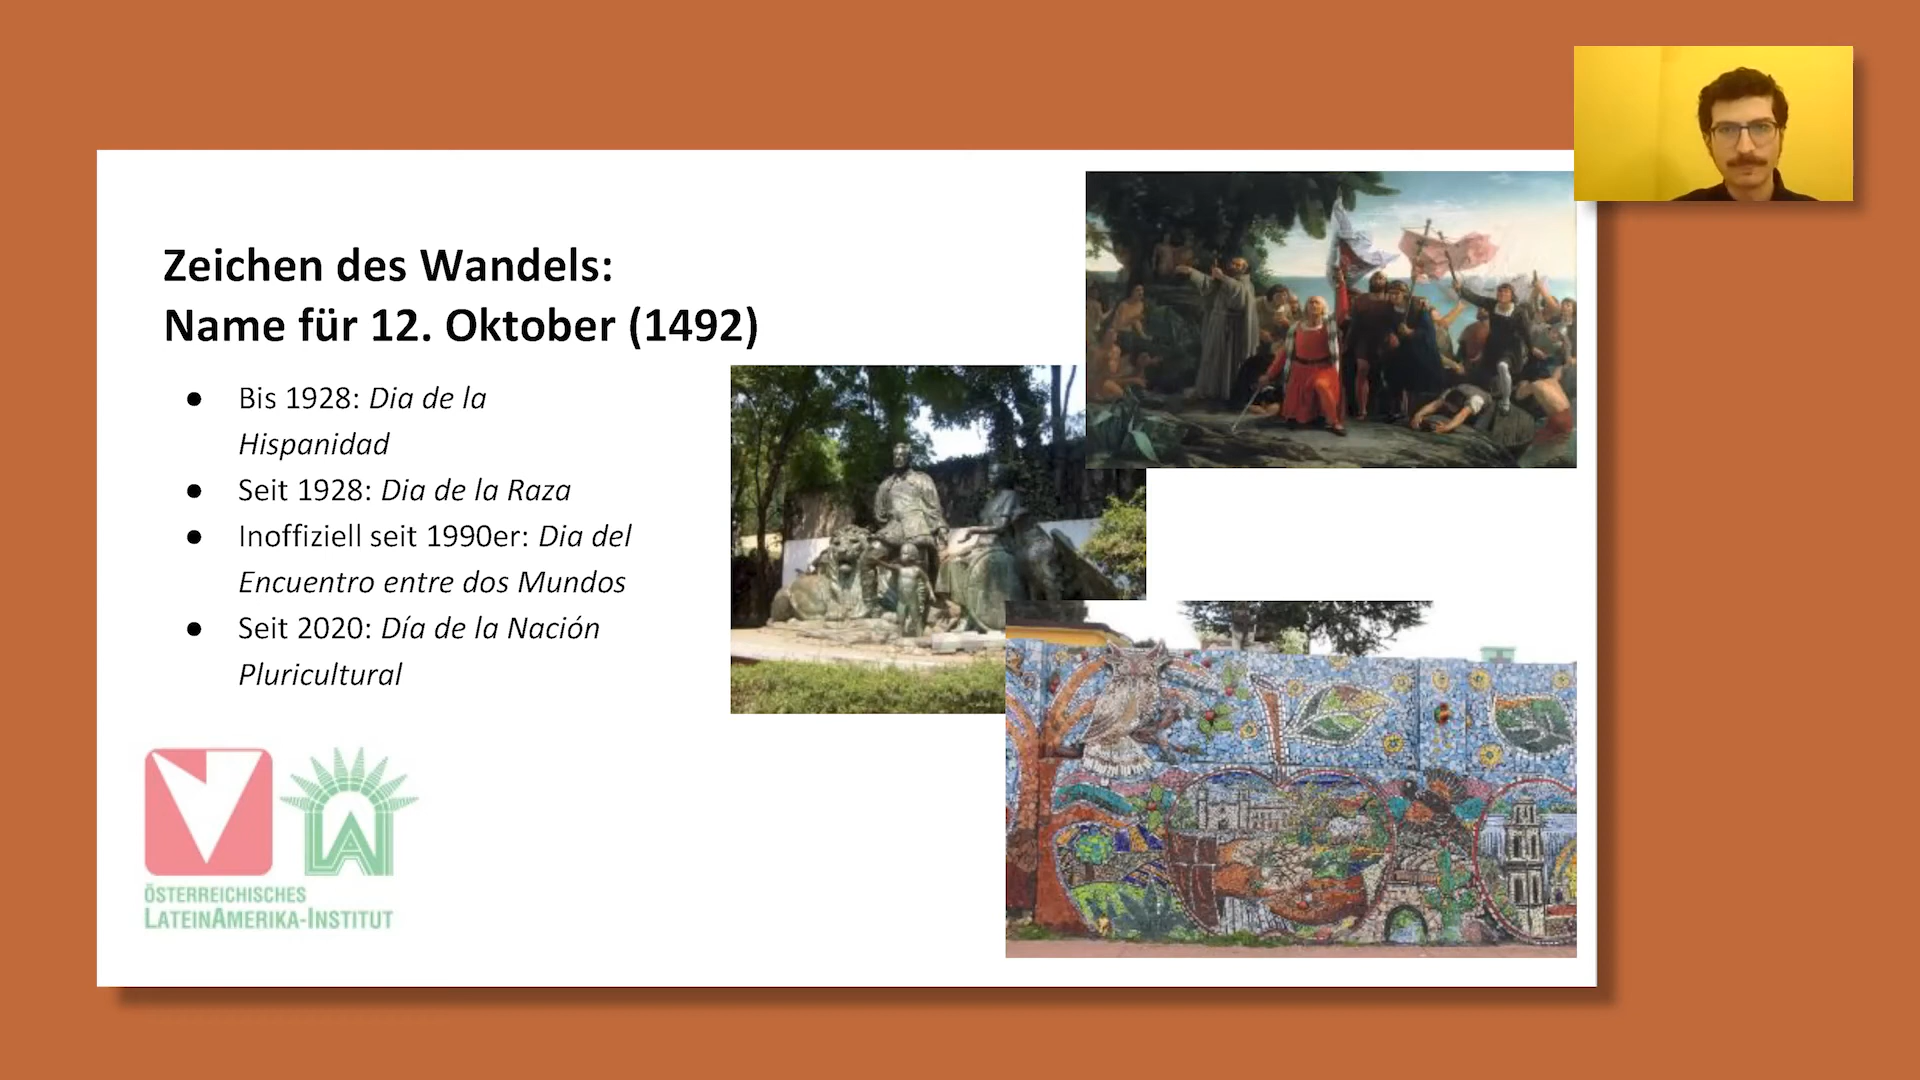 Zeichen des Wandels:
Name für 12. Oktober (1492)
● Bis 1928: Dia de la
Hispanidad
● Seit 1928: Dia de la Raza
● Inoffiziell seit 1990er: Dia del
Encuentro entre dos Mundos
● Seit 2020: Día de la Nación
Pluricultural
LAI
ÖSTERREICHISCHES
LATEINAMERIKA-INSTITUT